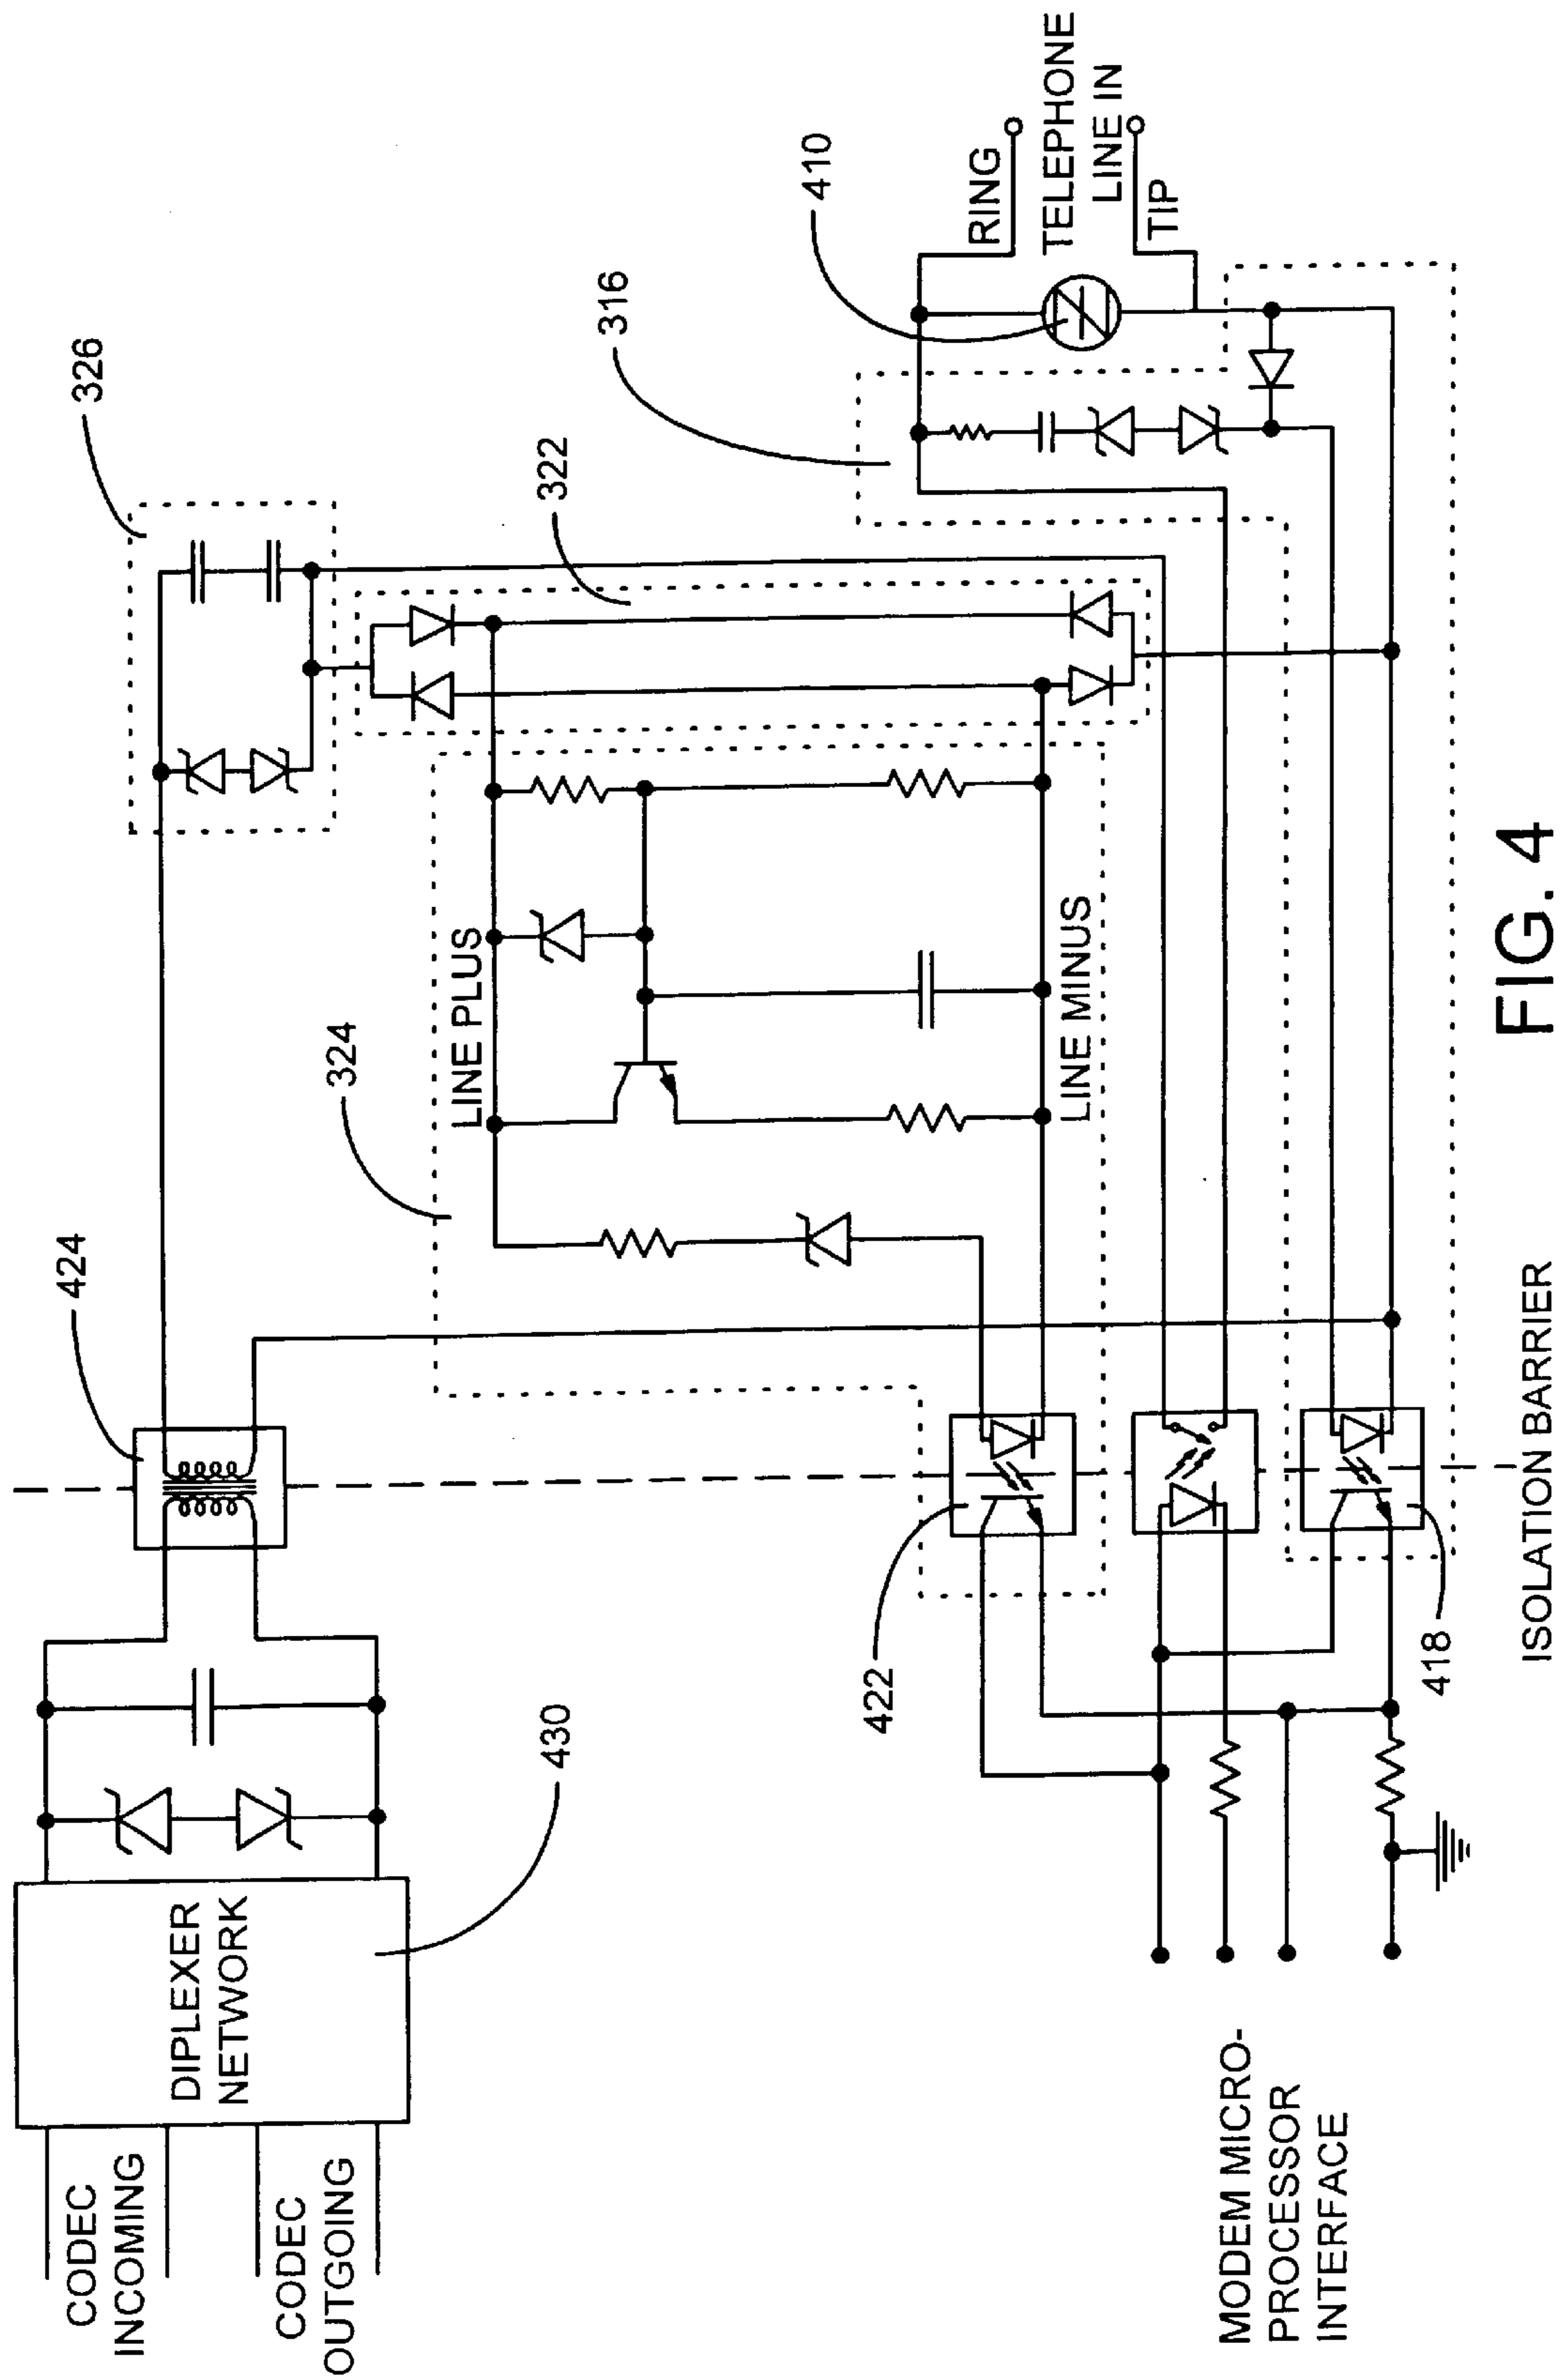 CODEC
INCOMING
CODEC
OUTGOING
DIPLEXER
NETWORK
430
424
326
324
LINE PLUS
LINE MINUS
322
316
410
RING
TELEPHONE
LINE IN
TIP
422
418
MODEM MICRO-
PROCESSOR
INTERFACE
ISOLATION BARRIER
FIG. 4